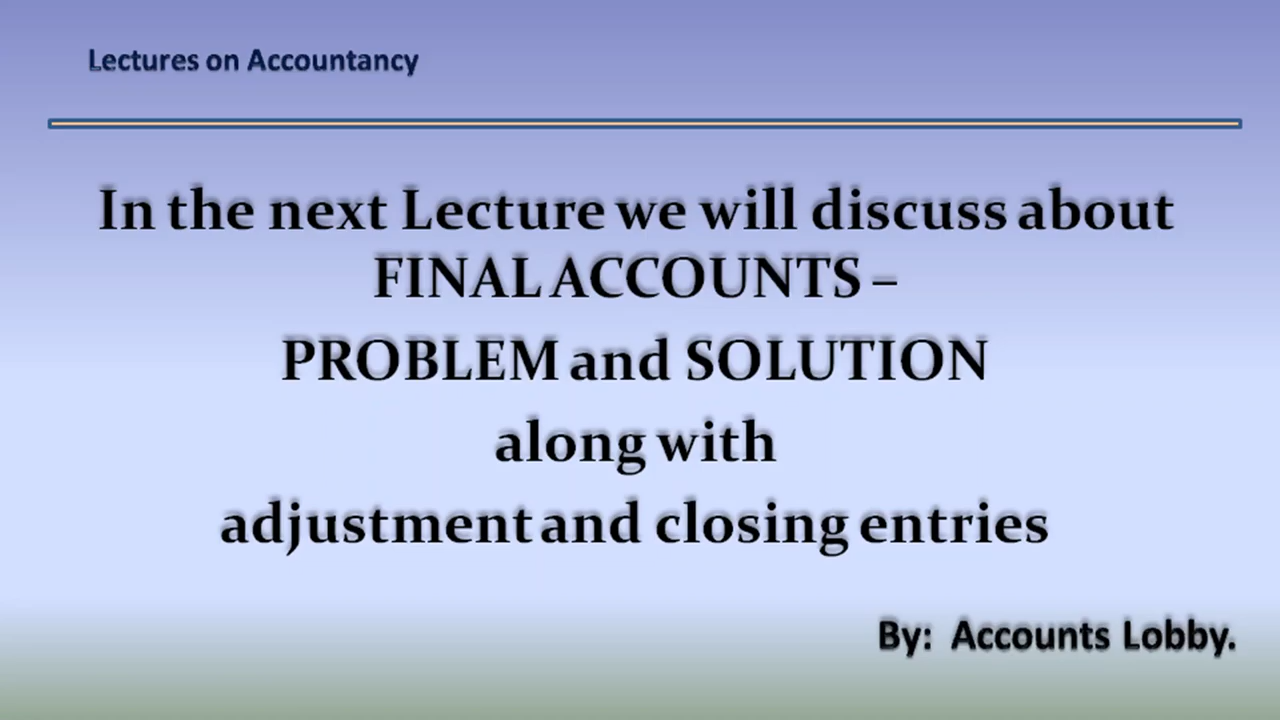 Lectures on Accountancy
In the next Lecture we will discuss about
FINAL ACCOUNTS –
PROBLEM and SOLUTION
along with
adjustment and closing entries
By: Accounts Lobby.